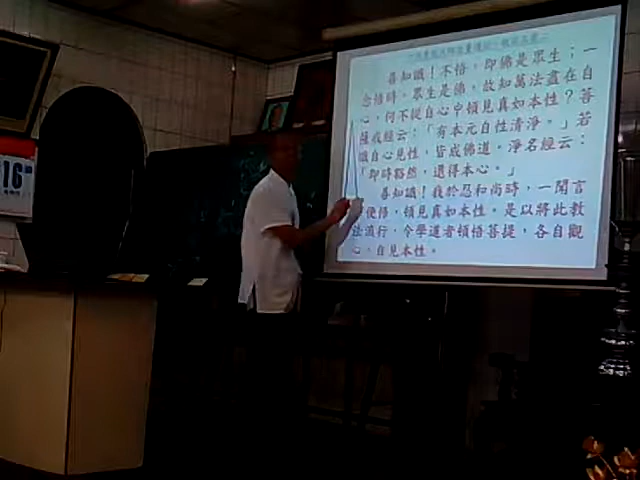 善知識！不悟，即佛是眾生；一
念悟時，眾生是佛，故知萬法盡在自
心，何不從自心中頓見真如本性？菩
薩戒經云：「有本元自性清淨。」若
識自心見性，皆成佛道。淨名經云：
「即時豁然，還得本心。」
善知識！我於忍和尚時，一聞言
便悟，頓見真如本性。是以將此教
法流行，令學道者頓悟菩提，各自觀
心，自見本性。
16